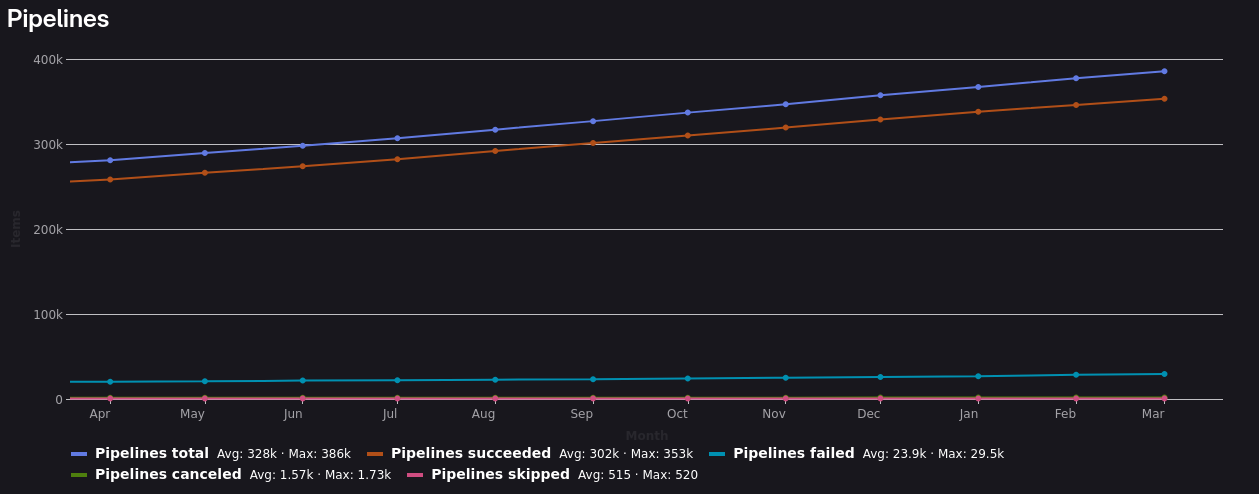 Pipelines
400k
300k
200k
100k
0
Items
Apr May Jun Jul Aug Sep Oct Nov Dec Jan Feb Mar
Month
Pipelines total Avg: 328k · Max: 386k Pipelines succeeded Avg: 302k · Max: 353k Pipelines failed Avg: 23.9k · Max: 29.5k
Pipelines canceled Avg: 1.57k · Max: 1.73k Pipelines skipped Avg: 515 · Max: 520